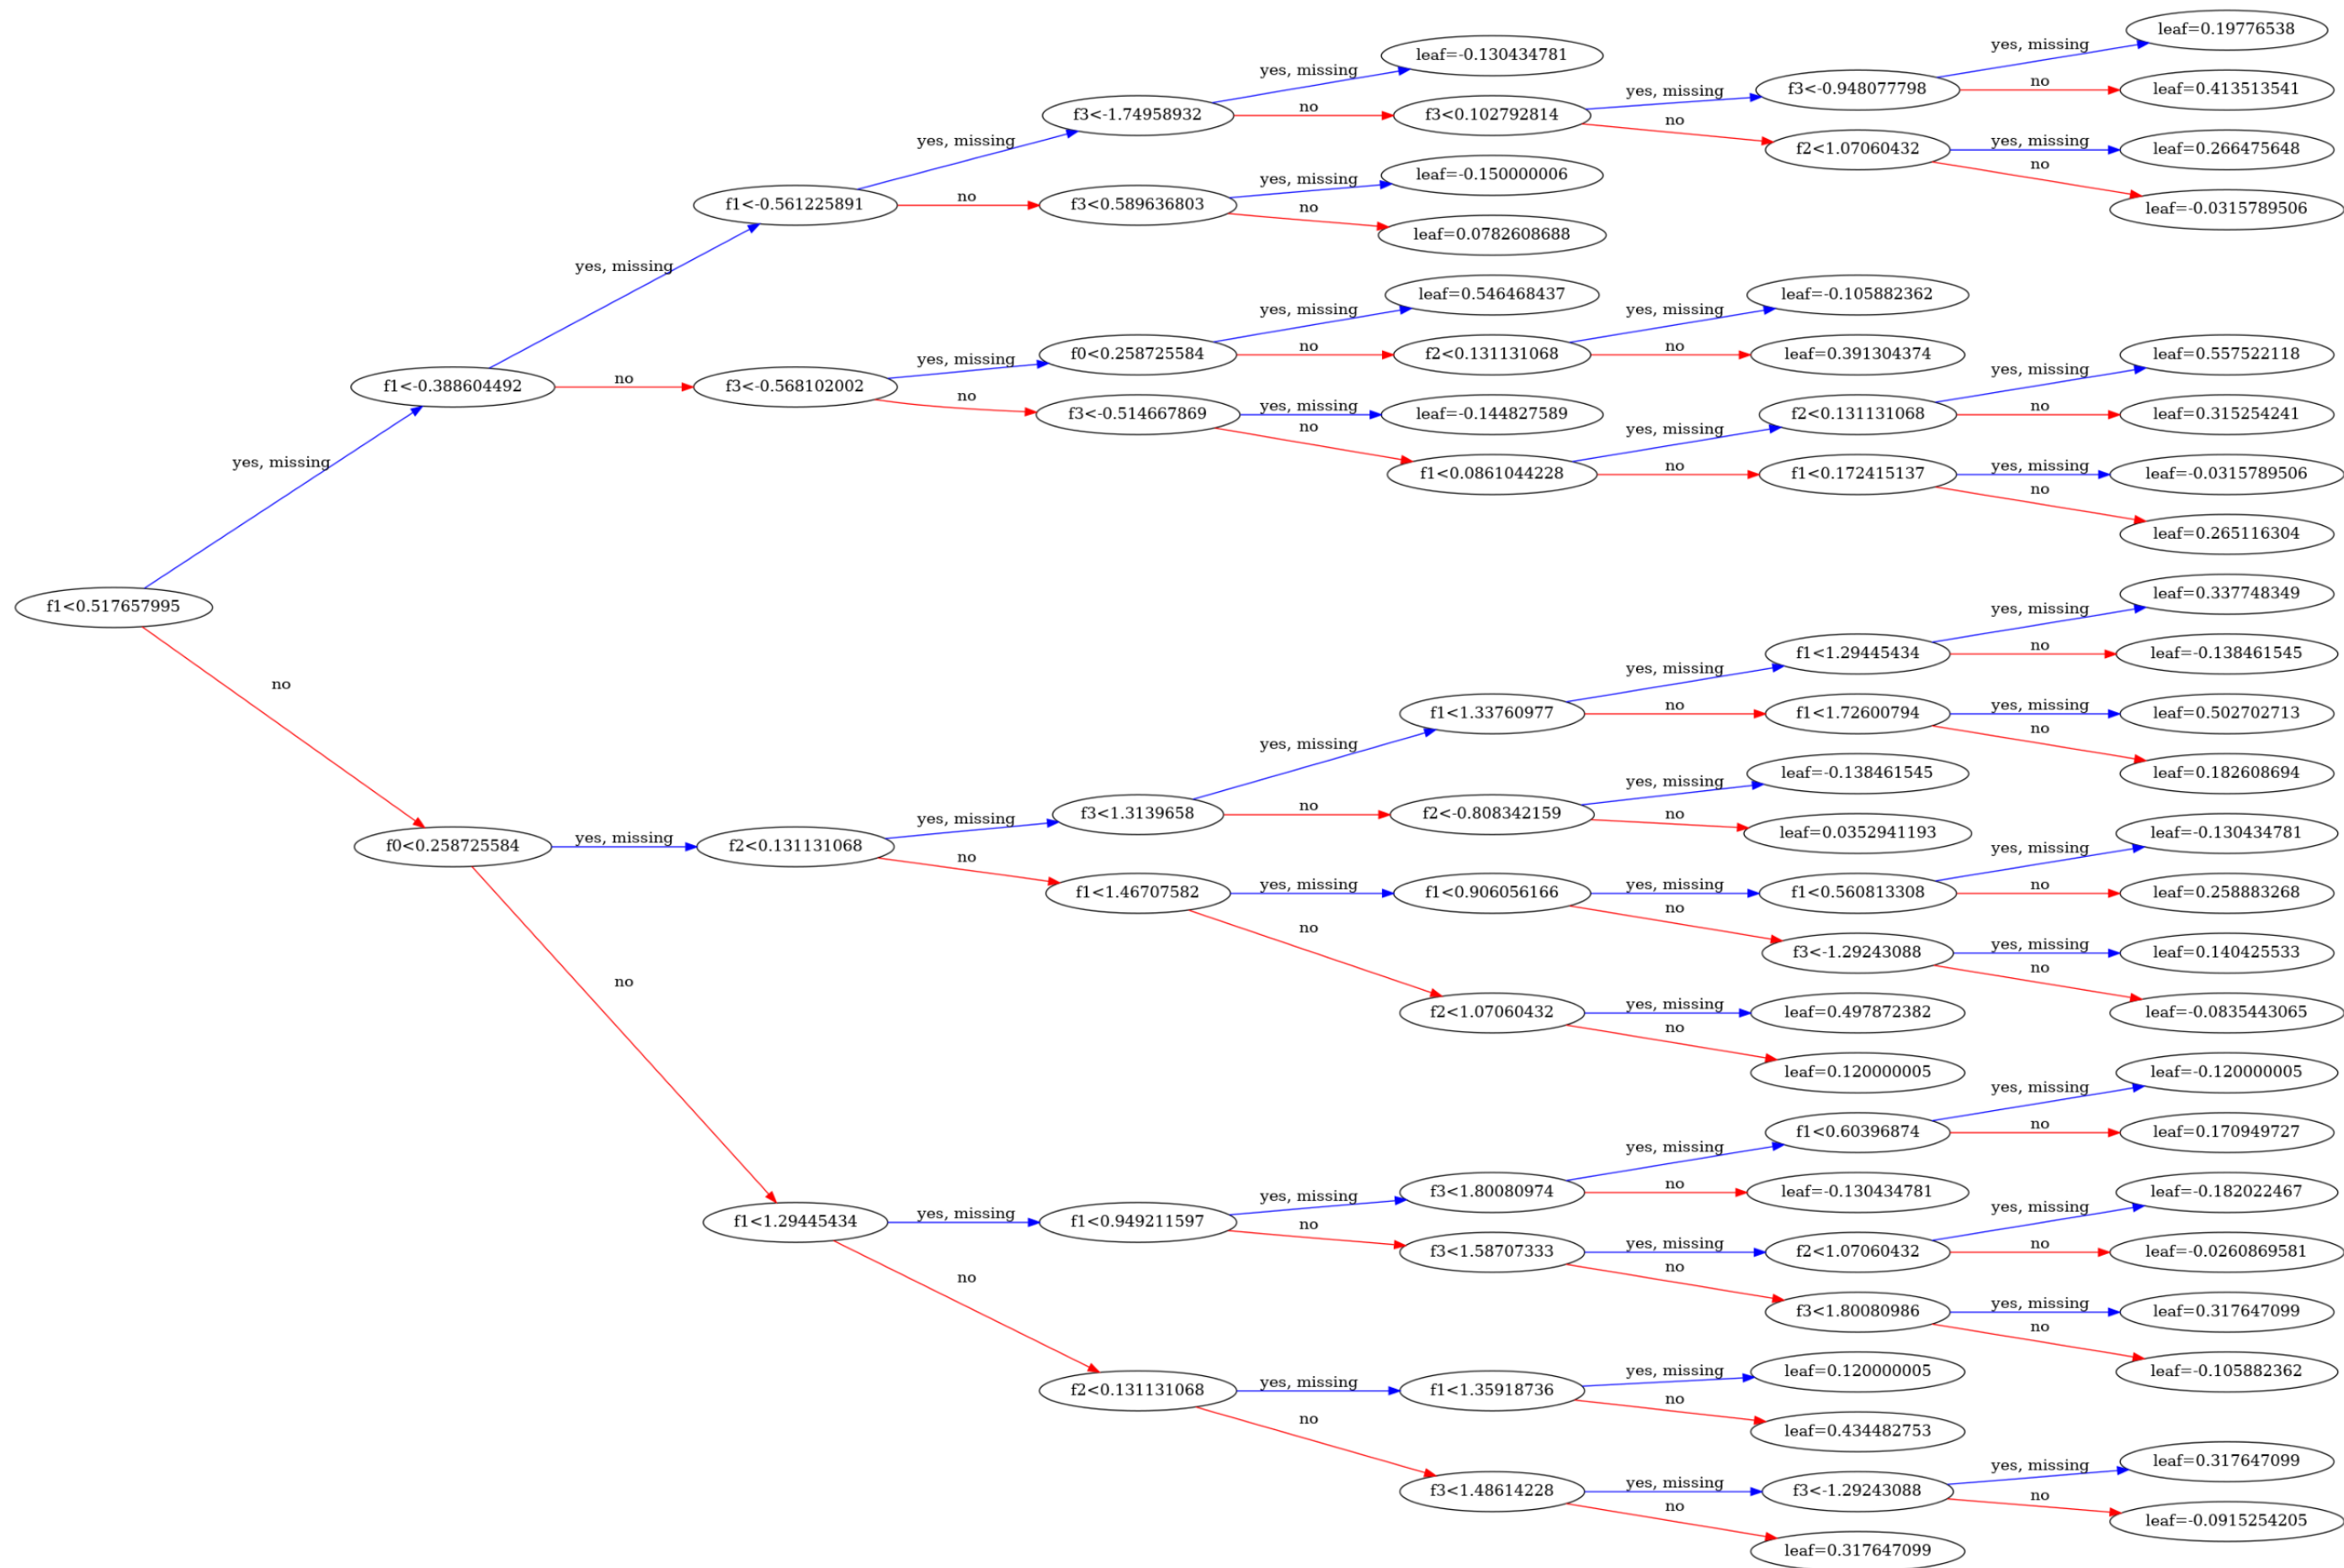 f1<0.517657995
yes, missing
no
f1<-0.388604492
yes, missing
no
f1<-0.561225891
yes, missing
no
f3<-1.74958932
yes, missing
no
leaf=-0.130434781
f3<0.102792814
yes, missing
no
f3<-0.948077798
yes, missing
no
leaf=0.19776538
leaf=0.413513541
f2<1.07060432
yes, missing
no
leaf=0.266475648
leaf=-0.0315789506
f3<0.589636803
yes, missing
no
leaf=-0.150000006
leaf=0.0782608688
f3<-0.568102002
yes, missing
no
f0<0.258725584
yes, missing
no
leaf=0.546468437
f2<0.131131068
yes, missing
no
leaf=-0.105882362
leaf=0.391304374
f3<-0.514667869
yes, missing
no
leaf=-0.144827589
f1<0.0861044228
yes, missing
no
f2<0.131131068
yes, missing
no
leaf=0.557522118
leaf=0.315254241
f1<0.172415137
yes, missing
no
leaf=-0.0315789506
leaf=0.265116304
f0<0.258725584
yes, missing
no
f2<0.131131068
yes, missing
no
f3<1.3139658
yes, missing
no
f1<1.33760977
yes, missing
no
f1<1.29445434
yes, missing
no
leaf=0.337748349
leaf=-0.138461545
f1<1.72600794
yes, missing
no
leaf=0.502702713
leaf=0.182608694
f2<-0.808342159
yes, missing
no
leaf=-0.138461545
leaf=0.0352941193
f1<1.46707582
yes, missing
no
f1<0.906056166
yes, missing
no
f1<0.560813308
yes, missing
no
leaf=-0.130434781
leaf=0.258883268
f3<-1.29243088
yes, missing
no
leaf=0.140425533
leaf=-0.0835443065
f2<1.07060432
yes, missing
no
leaf=0.497872382
leaf=0.120000005
f1<1.29445434
yes, missing
no
f1<0.949211597
yes, missing
no
f3<1.80080974
yes, missing
no
f1<0.60396874
yes, missing
no
leaf=-0.120000005
leaf=0.170949727
leaf=-0.130434781
f3<1.58707333
yes, missing
no
f2<1.07060432
yes, missing
no
leaf=-0.182022467
leaf=-0.0260869581
f3<1.80080986
yes, missing
no
leaf=0.317647099
leaf=-0.105882362
f2<0.131131068
yes, missing
no
f1<1.35918736
yes, missing
no
leaf=0.120000005
leaf=0.434482753
f3<1.48614228
yes, missing
no
f3<-1.29243088
yes, missing
no
leaf=0.317647099
leaf=-0.0915254205
leaf=0.317647099